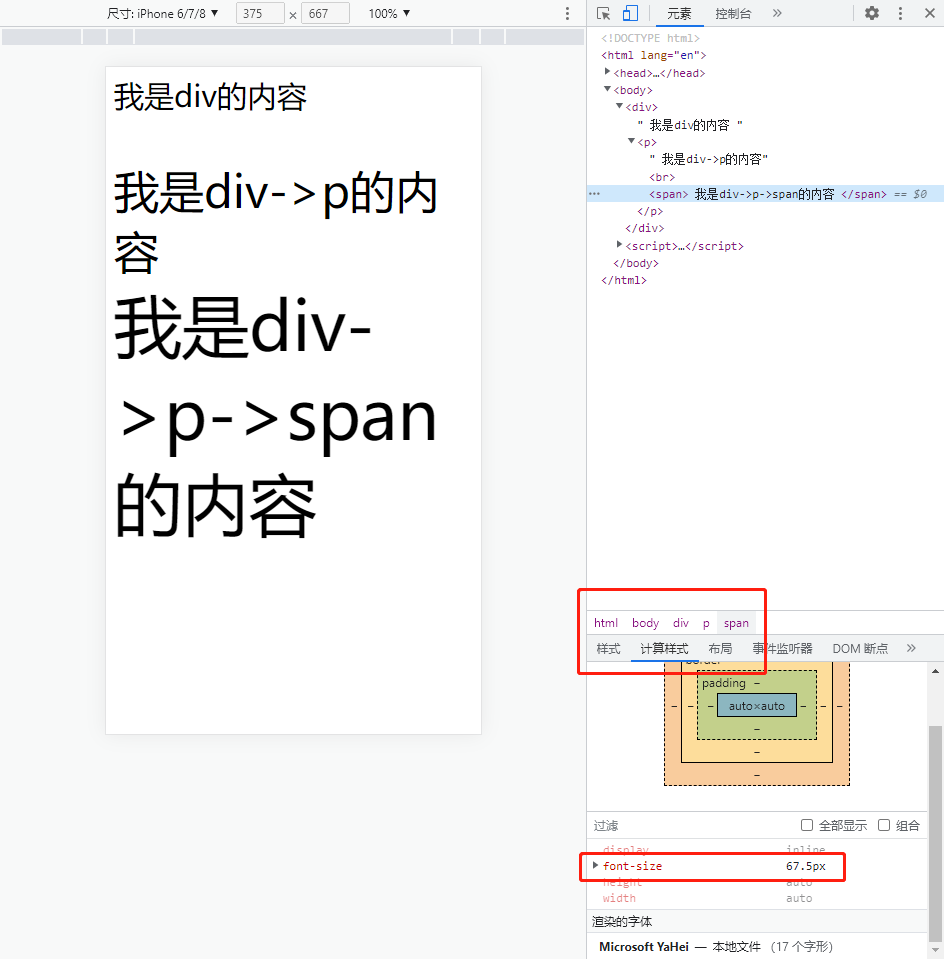 尺寸: iPhone 6/7/8 ▼ 375 × 667 100% ▼
元素 控制台 »
我是div的内容
我是div->p的内
容
我是div-
>p->span
的内容
<!DOCTYPE html>
<html lang="en">
<head>…</head>
<body>
<div>
" 我是div的内容 "
<p>
" 我是div->p的内容"
<br>
<span> 我是div->p->span的内容 </span> == $0
</p>
</div>
<script>…</script>
</body>
</html>
html body div p span
样式 计算样式 布局 事件监听器 DOM 断点 »
border
padding –
– – – auto×auto – – –
–
–
–
过滤 全部显示 组合
display inline
font-size 67.5px
height auto
width auto
渲染的字体
Microsoft YaHei — 本地文件 (17 个字形)